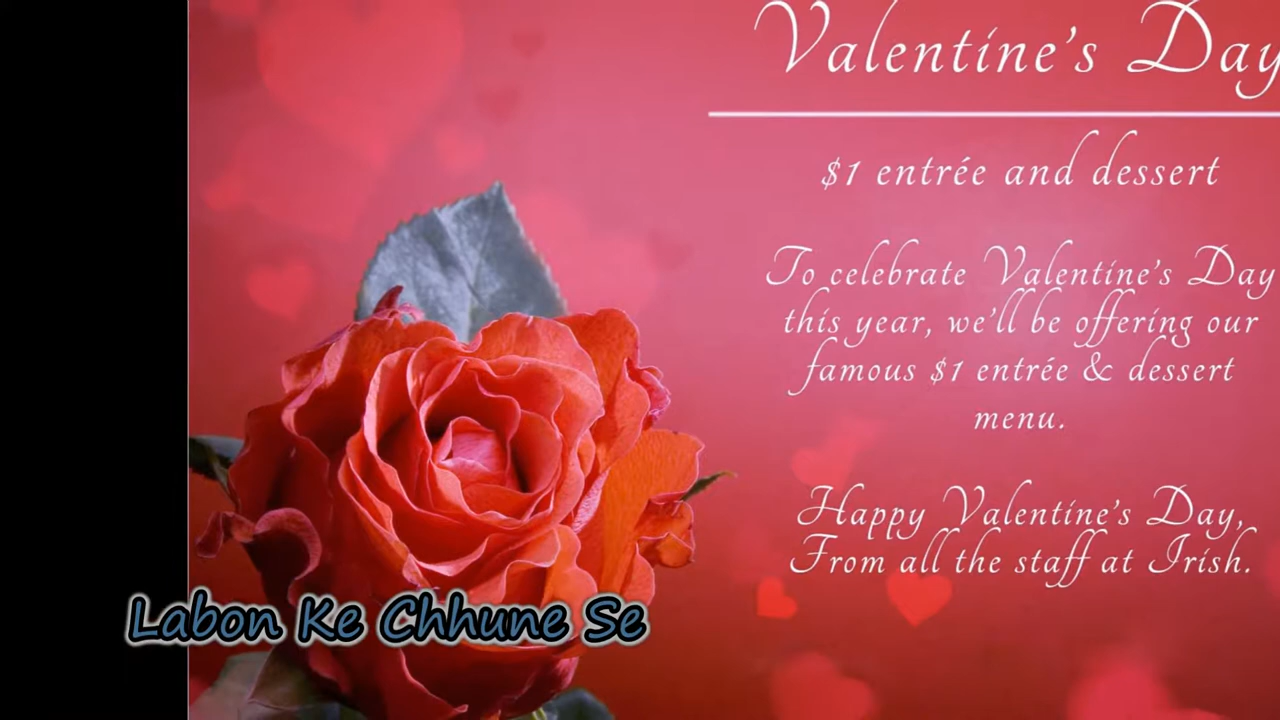 Valentine's Day
$1 entrée and dessert
To celebrate Valentine's Day
this year, we'll be offering our
famous $1 entrée & dessert
menu.
Happy Valentine's Day,
From all the staff at Irish.
Labon Ke Chhune Se